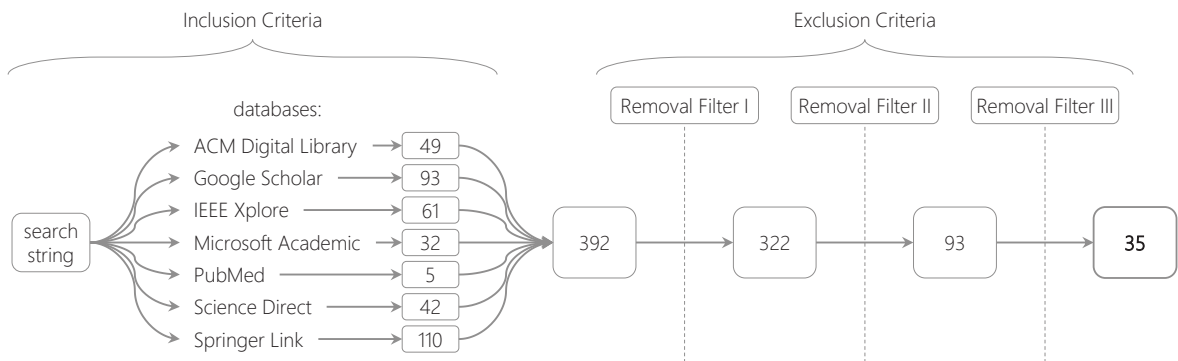 Inclusion Criteria
Exclusion Criteria
databases:
Removal Filter I
Removal Filter II
Removal Filter III
search
string
ACM Digital Library
49
Google Scholar
93
IEEE Xplore
61
Microsoft Academic
32
PubMed
5
Science Direct
42
Springer Link
110
392
322
93
35